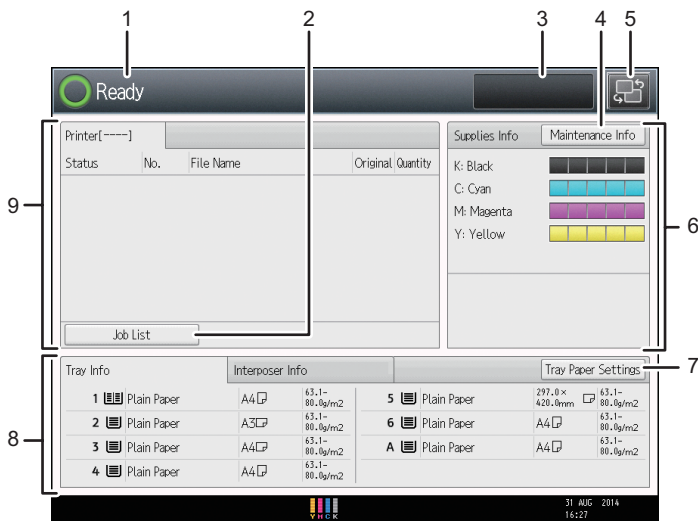 1 2 3 4 5
Ready
Printer[----]
Status No. File Name Original Quantity
Job List
Supplies Info Maintenance Info
K: Black
C: Cyan
M: Magenta
Y: Yellow
9
6
Tray Info Interposer Info Tray Paper Settings
7
1 Plain Paper A4 63.1-
80.0g/m2
2 Plain Paper A3 63.1-
80.0g/m2
3 Plain Paper A4 63.1-
80.0g/m2
4 Plain Paper A4 63.1-
80.0g/m2
5 Plain Paper 297.0× 63.1-
420.0mm 80.0g/m2
6 Plain Paper A4 63.1-
80.0g/m2
A Plain Paper A4 63.1-
80.0g/m2
8
Y M C K
31 AUG 2014
16:27